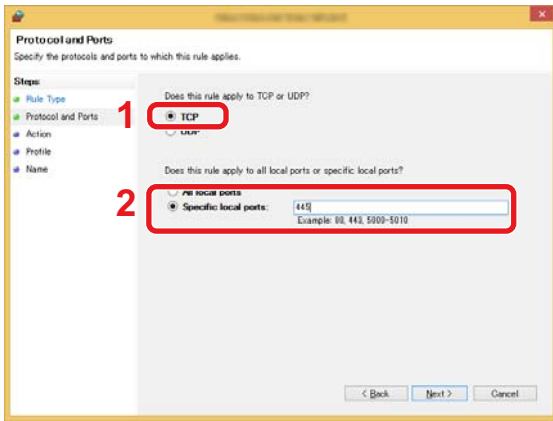 Protocol and Ports
Specify the protocols and ports to which this rule applies.
Steps:
Rule Type
Protocol and Ports
Action
Profile
Name
Does this rule apply to TCP or UDP?
1
TCP
UDP
Does this rule apply to all local ports or specific local ports?
All local ports
2
Specific local ports:
445
Example: 80, 443, 5000-5010
< Back
Next >
Cancel